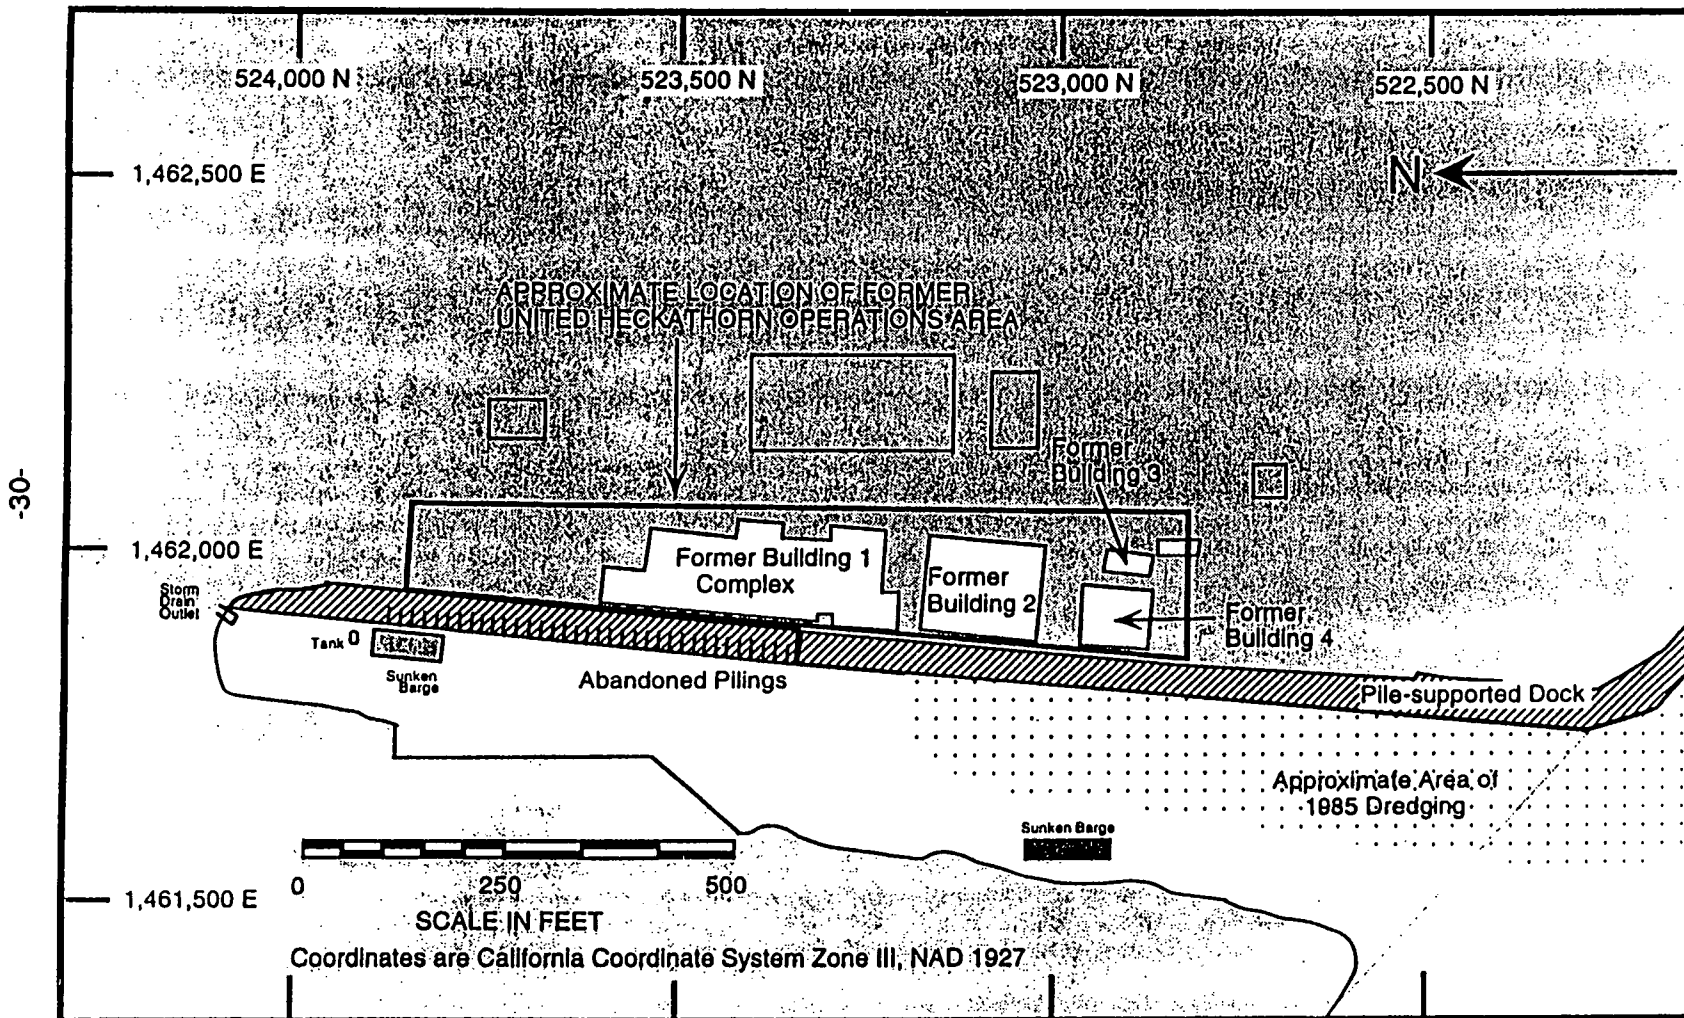 524,000 N
523,500 N
523,000 N
522,500 N
1,462,500 E
N
APPROXIMATE LOCATION OF FORMER
UNITED HECKATHORN OPERATIONS AREA
Former
Building 3
-30-
1,462,000 E
Former Building 1
Complex
Former
Building 2
Storm
Drain
Outlet
Former
Building 4
Tank
Sunken
Barge
Abandoned Pilings
Pile-supported Dock
Approximate Area of
1985 Dredging
Sunken Barge
0
250
500
1,461,500 E
SCALE IN FEET
Coordinates are California Coordinate System Zone III, NAD 1927